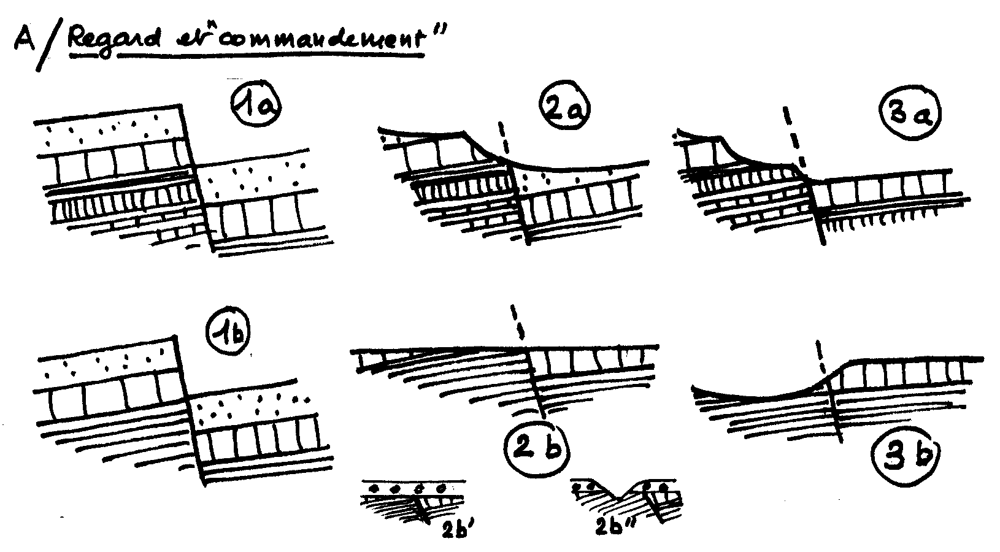 A/ Regard et "commandement"
1a
2a
3a
1b
2b
3b
2b'
2b"